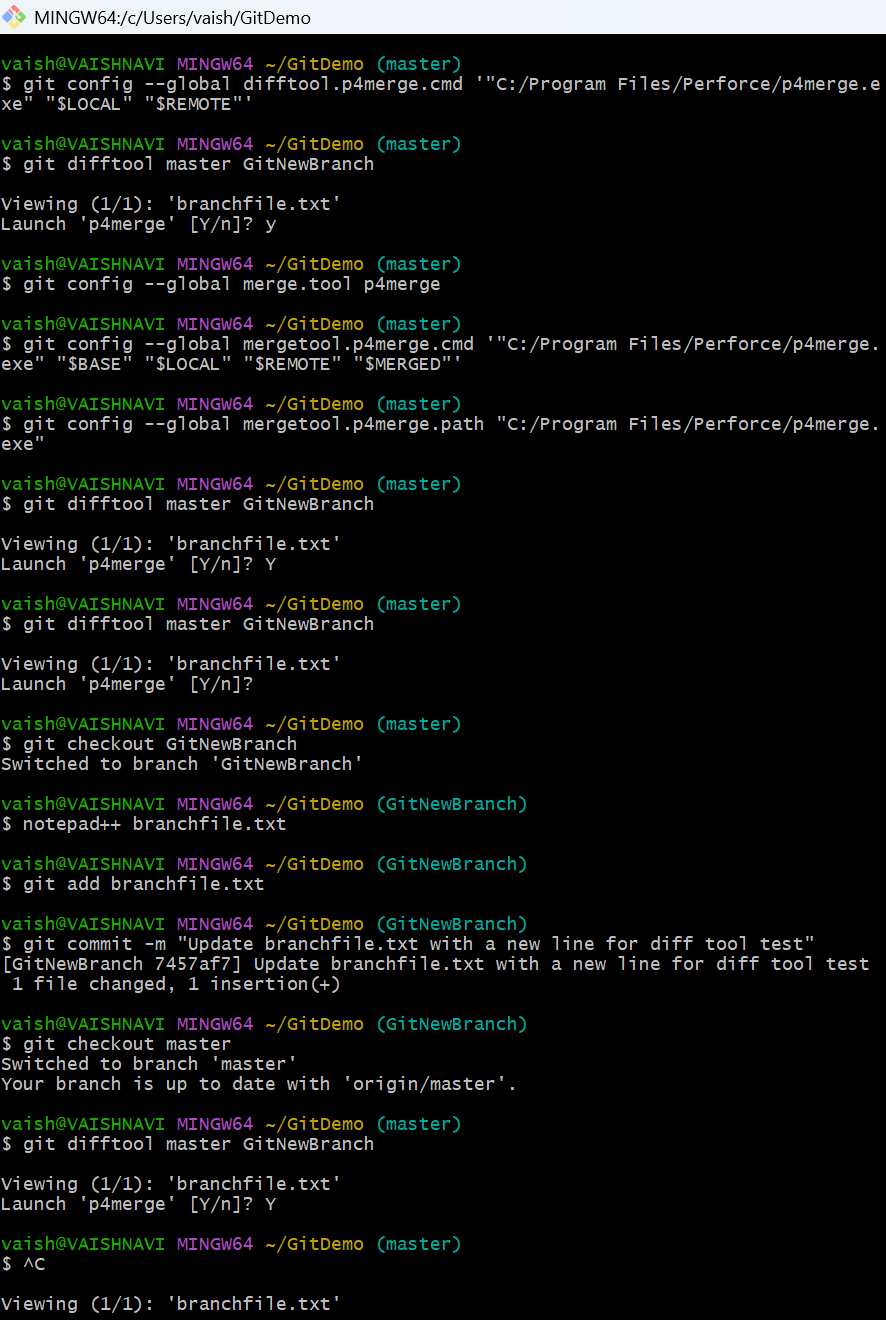 MINGW64:/c/Users/vaish/GitDemo
vaish@VAISHNAVI MINGW64 ~/GitDemo (master)
$ git config --global difftool.p4merge.cmd '"C:/Program Files/Perforce/p4merge.e
xe" "$LOCAL" "$REMOTE"'
vaish@VAISHNAVI MINGW64 ~/GitDemo (master)
$ git difftool master GitNewBranch
Viewing (1/1): 'branchfile.txt'
Launch 'p4merge' [Y/n]? y
vaish@VAISHNAVI MINGW64 ~/GitDemo (master)
$ git config --global merge.tool p4merge
vaish@VAISHNAVI MINGW64 ~/GitDemo (master)
$ git config --global mergetool.p4merge.cmd '"C:/Program Files/Perforce/p4merge.
exe" "$BASE" "$LOCAL" "$REMOTE" "$MERGED"'
vaish@VAISHNAVI MINGW64 ~/GitDemo (master)
$ git config --global mergetool.p4merge.path "C:/Program Files/Perforce/p4merge.
exe"
vaish@VAISHNAVI MINGW64 ~/GitDemo (master)
$ git difftool master GitNewBranch
Viewing (1/1): 'branchfile.txt'
Launch 'p4merge' [Y/n]? Y
vaish@VAISHNAVI MINGW64 ~/GitDemo (master)
$ git difftool master GitNewBranch
Viewing (1/1): 'branchfile.txt'
Launch 'p4merge' [Y/n]?
vaish@VAISHNAVI MINGW64 ~/GitDemo (master)
$ git checkout GitNewBranch
Switched to branch 'GitNewBranch'
vaish@VAISHNAVI MINGW64 ~/GitDemo (GitNewBranch)
$ notepad++ branchfile.txt
vaish@VAISHNAVI MINGW64 ~/GitDemo (GitNewBranch)
$ git add branchfile.txt
vaish@VAISHNAVI MINGW64 ~/GitDemo (GitNewBranch)
$ git commit -m "Update branchfile.txt with a new line for diff tool test"
[GitNewBranch 7457af7] Update branchfile.txt with a new line for diff tool test
 1 file changed, 1 insertion(+)
vaish@VAISHNAVI MINGW64 ~/GitDemo (GitNewBranch)
$ git checkout master
Switched to branch 'master'
Your branch is up to date with 'origin/master'.
vaish@VAISHNAVI MINGW64 ~/GitDemo (master)
$ git difftool master GitNewBranch
Viewing (1/1): 'branchfile.txt'
Launch 'p4merge' [Y/n]? Y
vaish@VAISHNAVI MINGW64 ~/GitDemo (master)
$ ^C
Viewing (1/1): 'branchfile.txt'